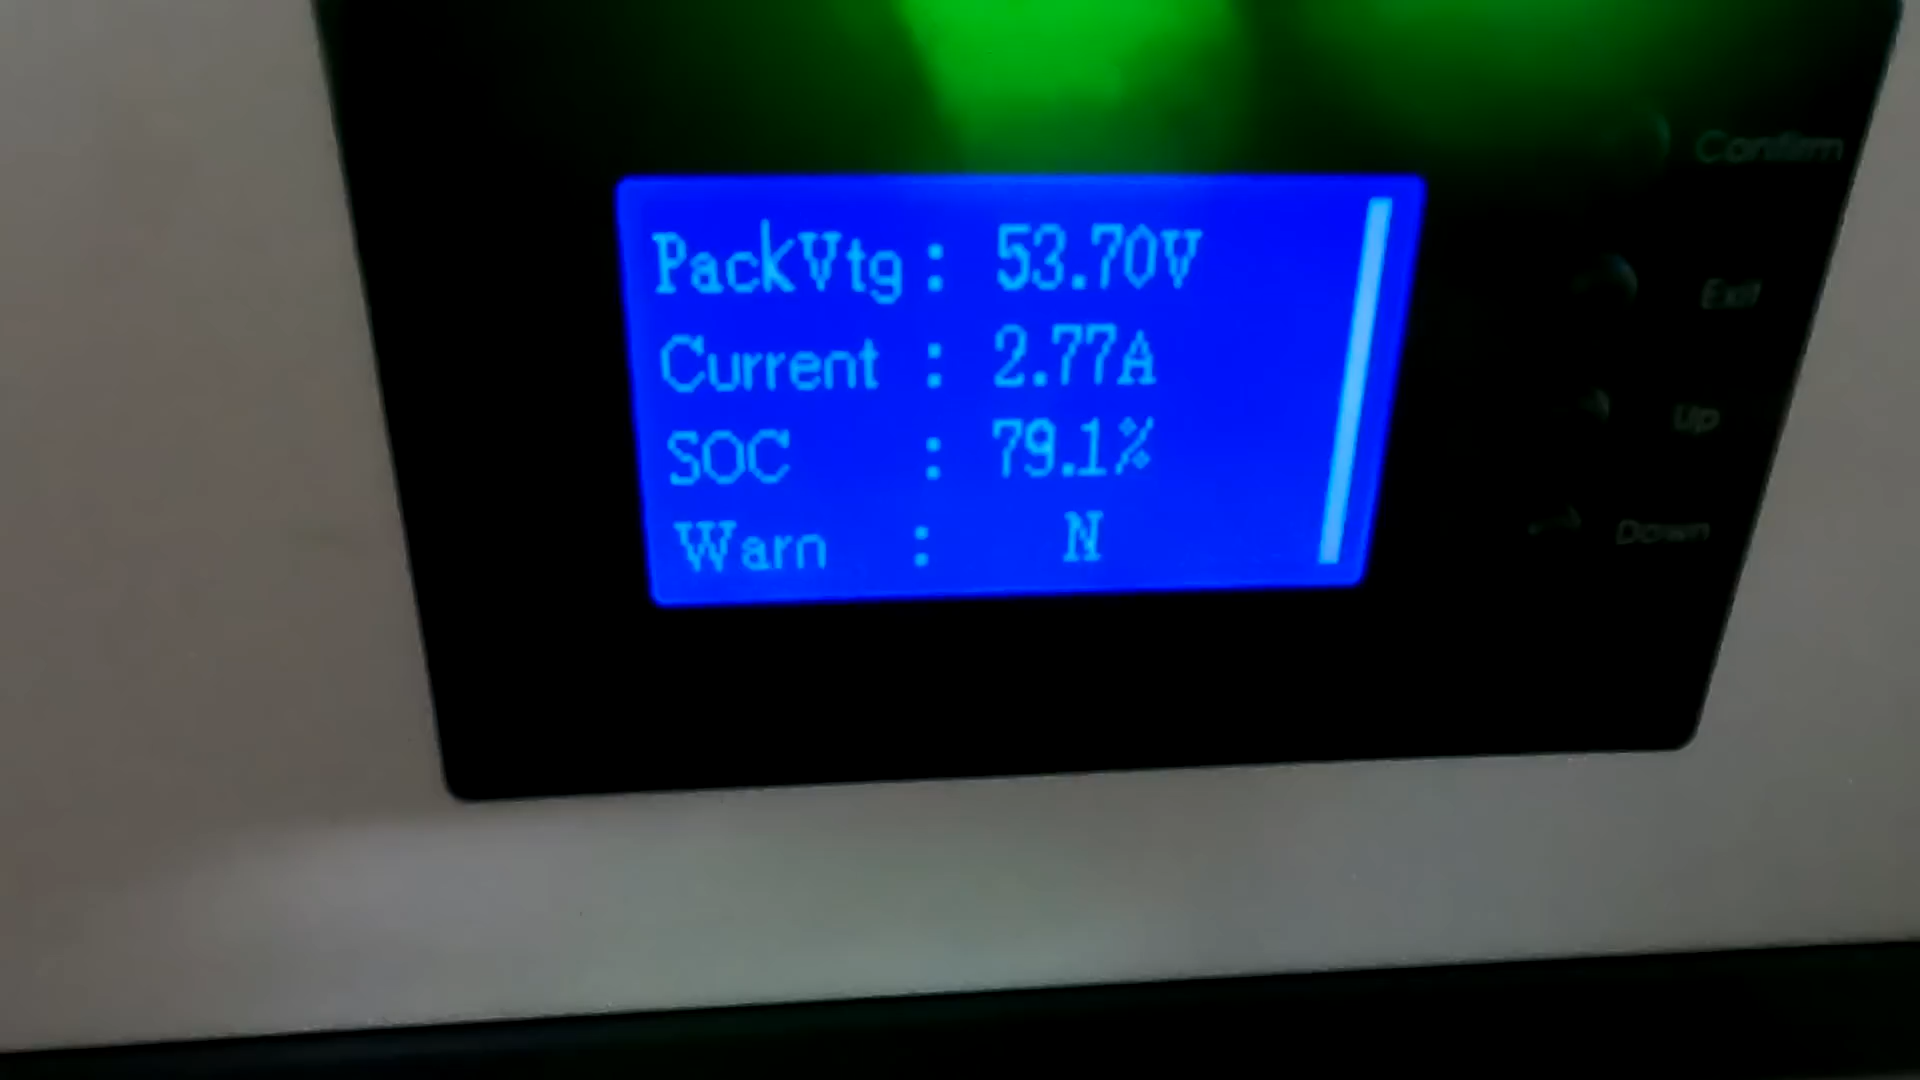 PackVtg : 53.70V
Current : 2.77A
SOC : 79.1%
Warn : N
Confirm
Exit
Up
Down